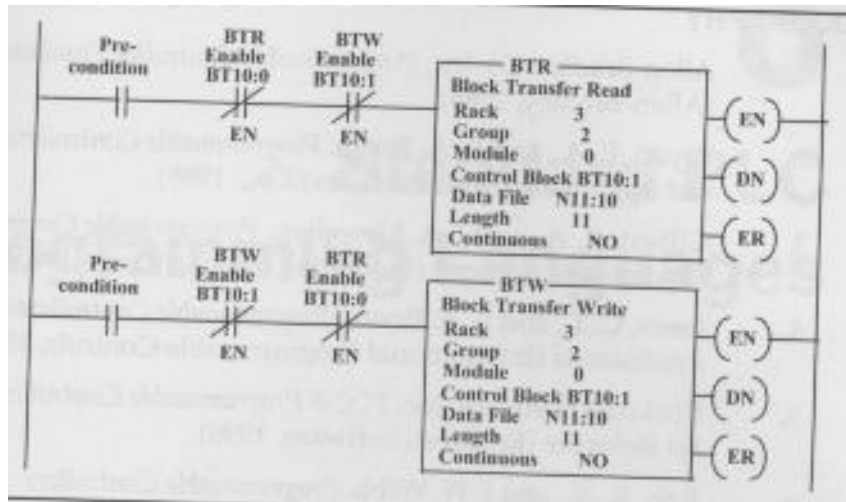 Pre-
condition
BTR
Enable
BT10:0
EN
BTW
Enable
BT10:1
EN
BTR
Block Transfer Read
Rack 3
Group 2
Module 0
Control Block BT10:1
Data File N11:10
Length 11
Continuous NO
EN
DN
ER
Pre-
condition
BTW
Enable
BT10:1
EN
BTR
Enable
BT10:0
EN
BTW
Block Transfer Write
Rack 3
Group 2
Module 0
Control Block BT10:1
Data File N11:10
Length 11
Continuous NO
EN
DN
ER